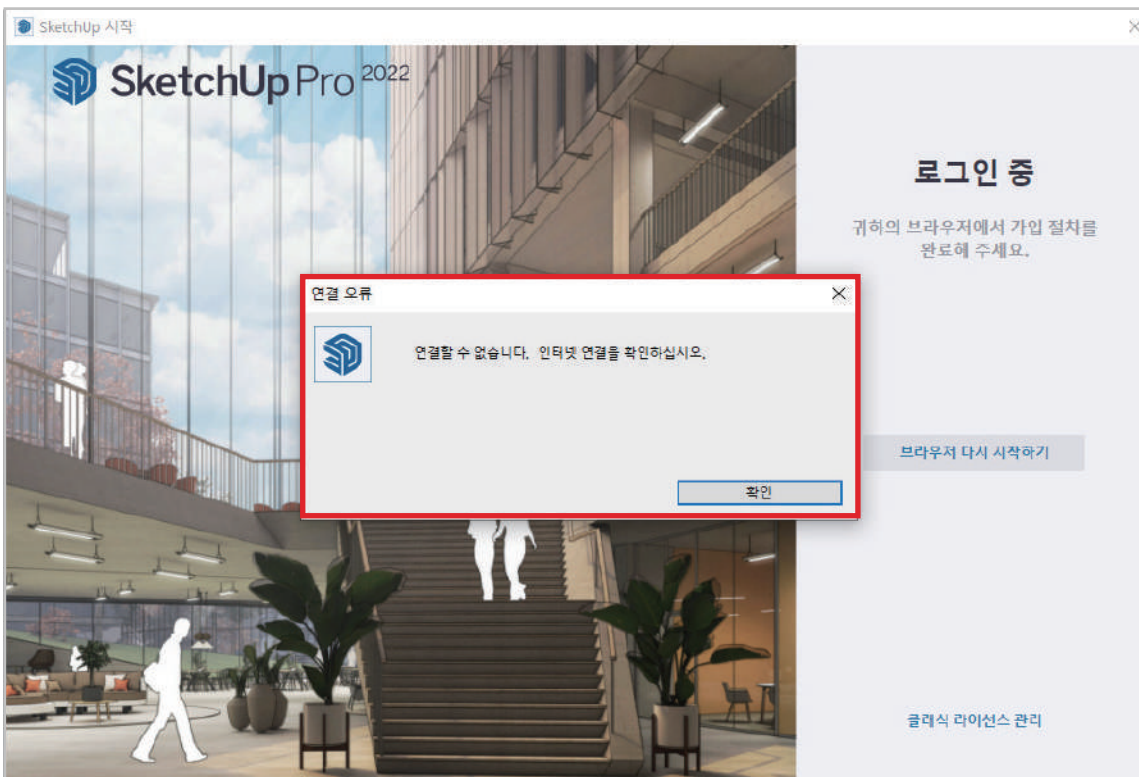 SketchUp 시작
SketchUp Pro 2022
로그인 중
귀하의 브라우저에서 가입 절차를
완료해 주세요.
연결 오류
연결할 수 없습니다. 인터넷 연결을 확인하십시오.
확인
브라우저 다시 시작하기
클래식 라이선스 관리